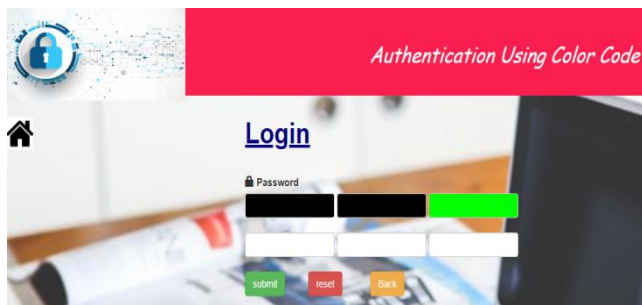 Authentication Using Color Code
Login
Password
submit reset Back